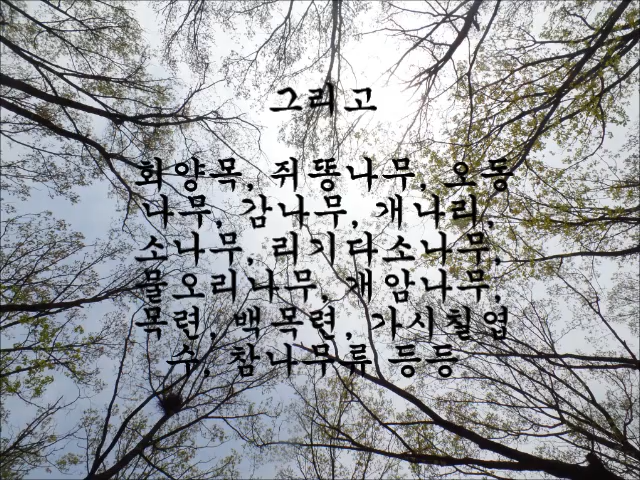 그리고
화양목, 쥐똥나무, 오동
나무, 감나무, 개나리,
소나무, 리기다소나무,
물오리나무, 개암나무,
목련, 백목련, 가시칠엽
수, 참나무류 등등